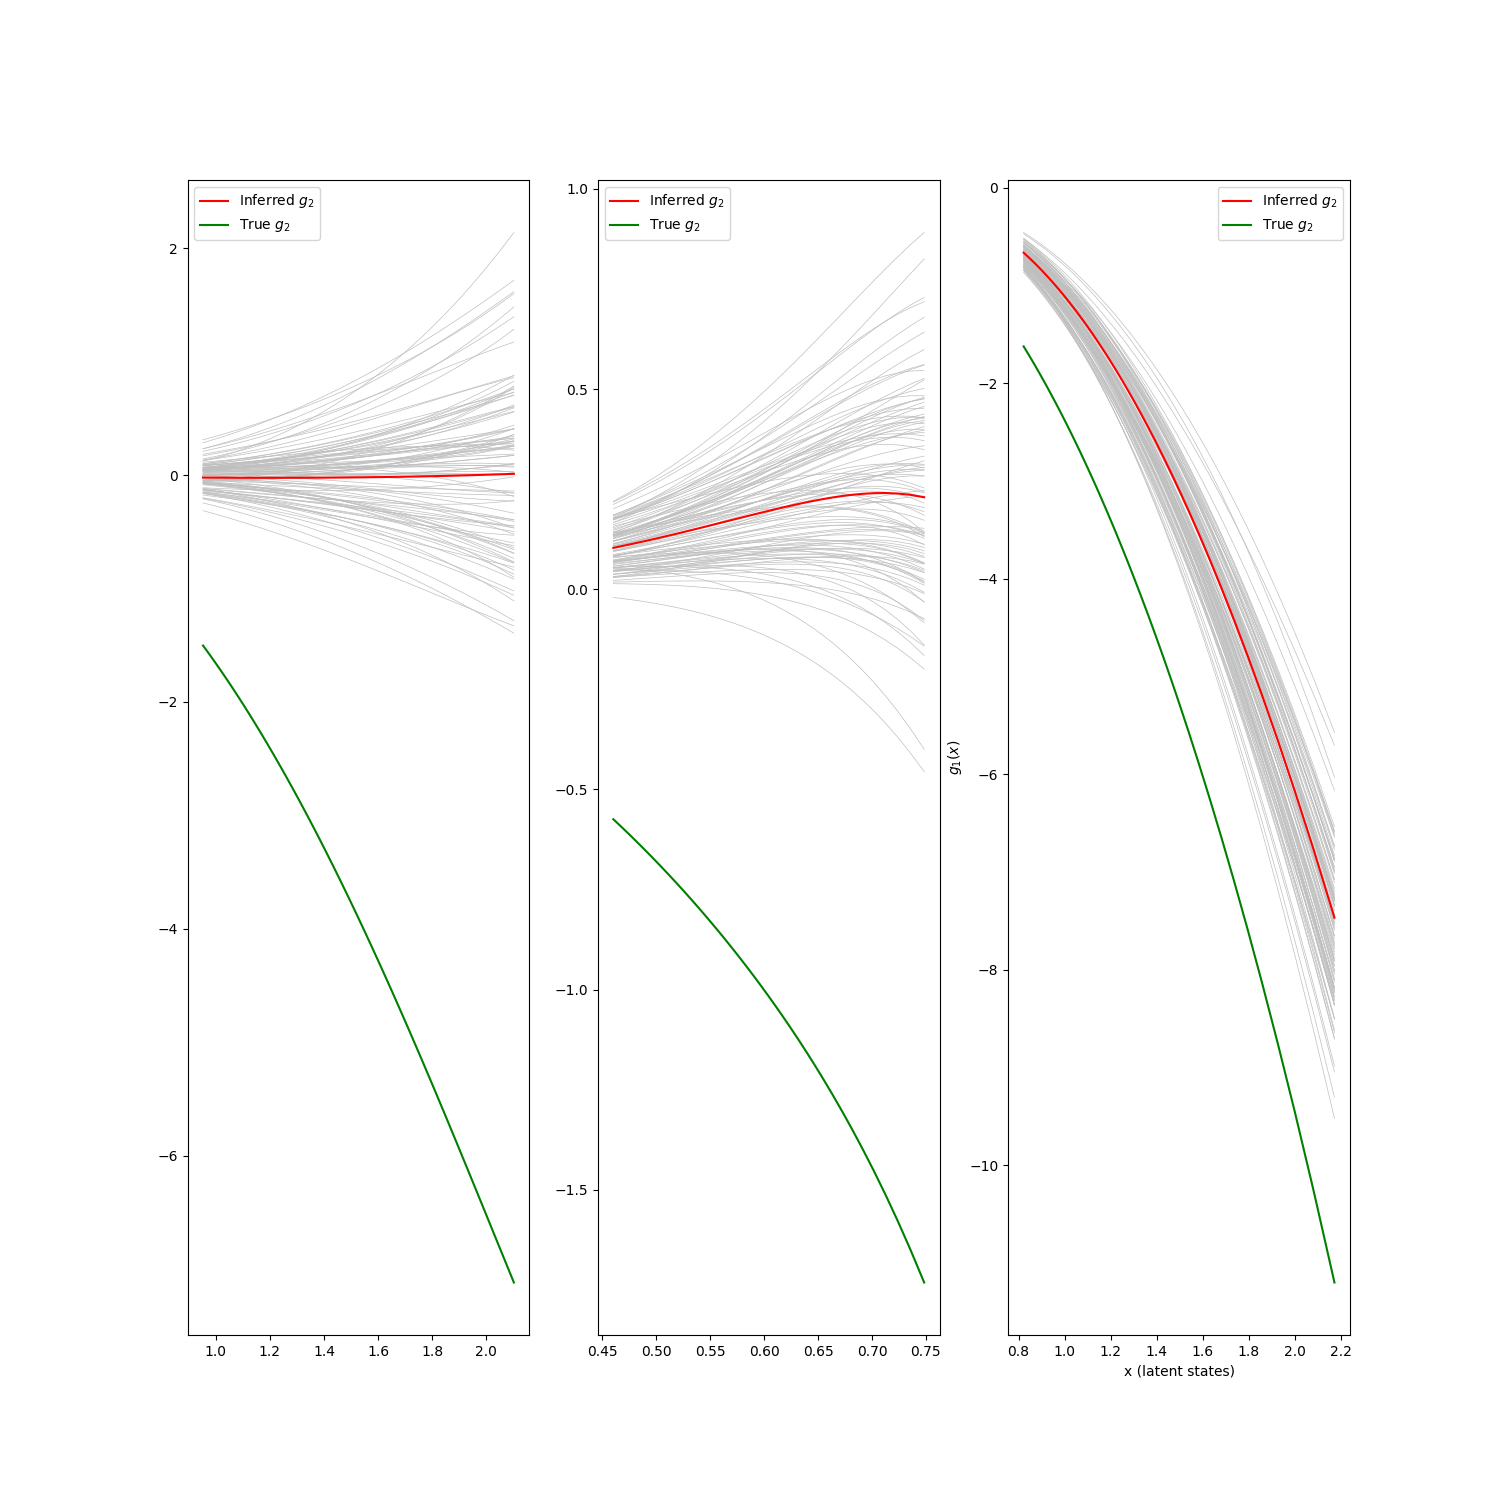 Inferred g₂
True g₂
2
0
−2
−4
−6
1.0 1.2 1.4 1.6 1.8 2.0
Inferred g₂
True g₂
1.0
0.5
0.0
−0.5
−1.0
−1.5
0.45 0.50 0.55 0.60 0.65 0.70 0.75
Inferred g₂
True g₂
0
−2
−4
−6
−8
−10
g₁(x)
0.8 1.0 1.2 1.4 1.6 1.8 2.0 2.2
x (latent states)